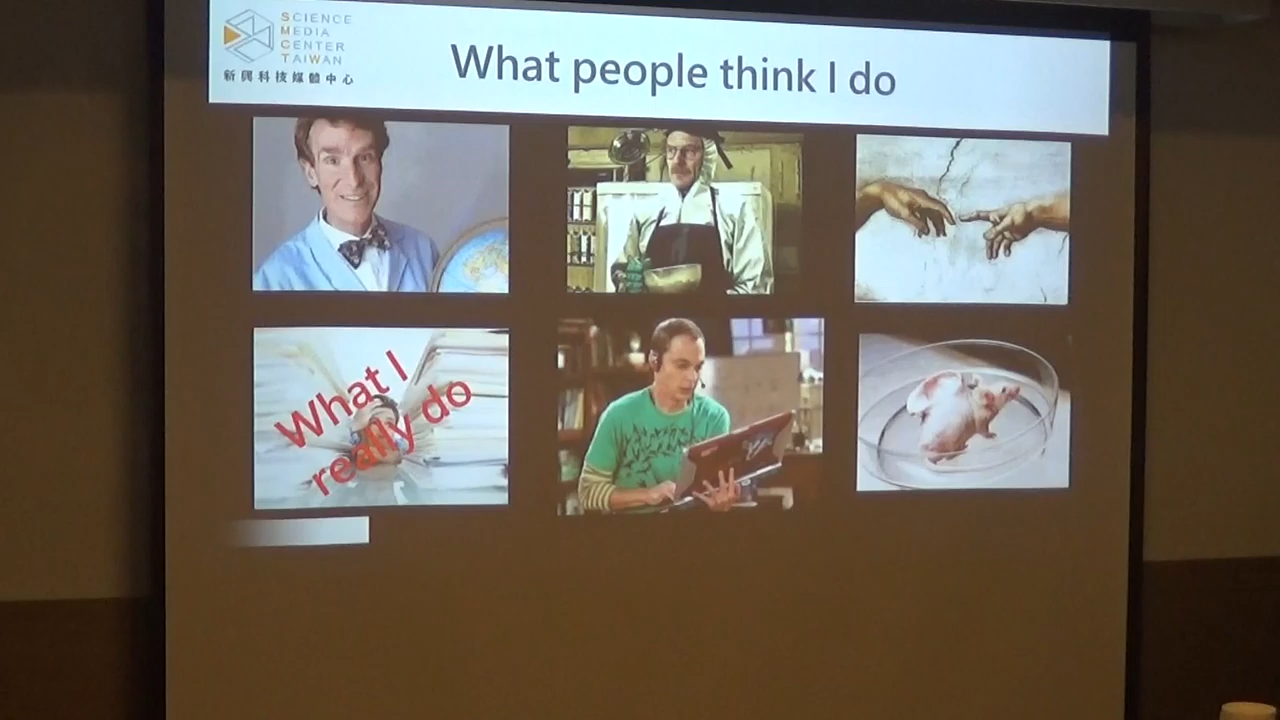 SCIENCE
MEDIA
CENTER
TAIWAN
新興科技媒體中心
What people think I do
What I
really do